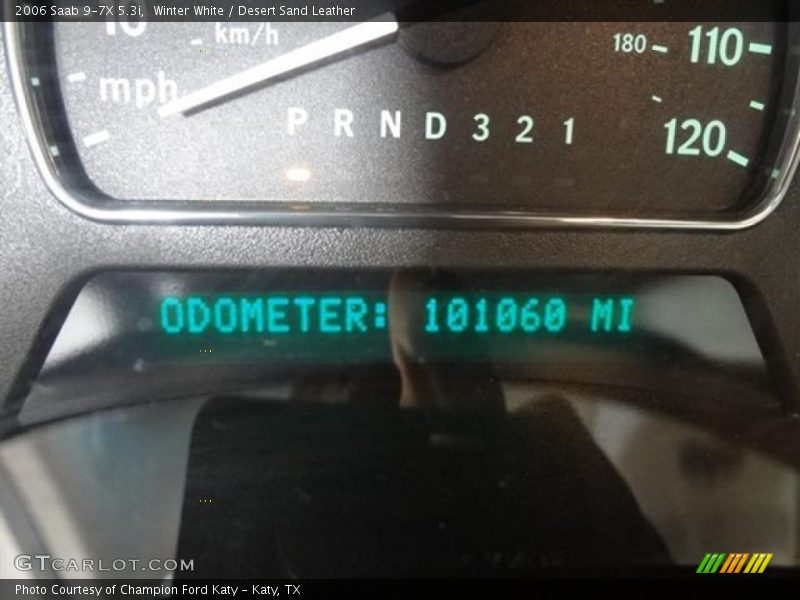 2006 Saab 9-7X 5.3i,  Winter White / Desert Sand Leather
10
km/h
180
110
mph
P R N D 3 2 1
120
ODOMETER: 101060 MI
GTCARLOT.COM
Photo Courtesy of Champion Ford Katy - Katy, TX